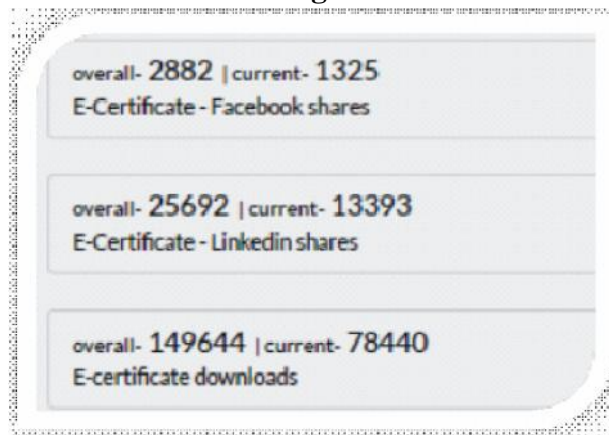 overall- 2882 | current- 1325
E-Certificate - Facebook shares
overall- 25692 | current- 13393
E-Certificate - Linkedin shares
overall- 149644 | current- 78440
E-certificate downloads